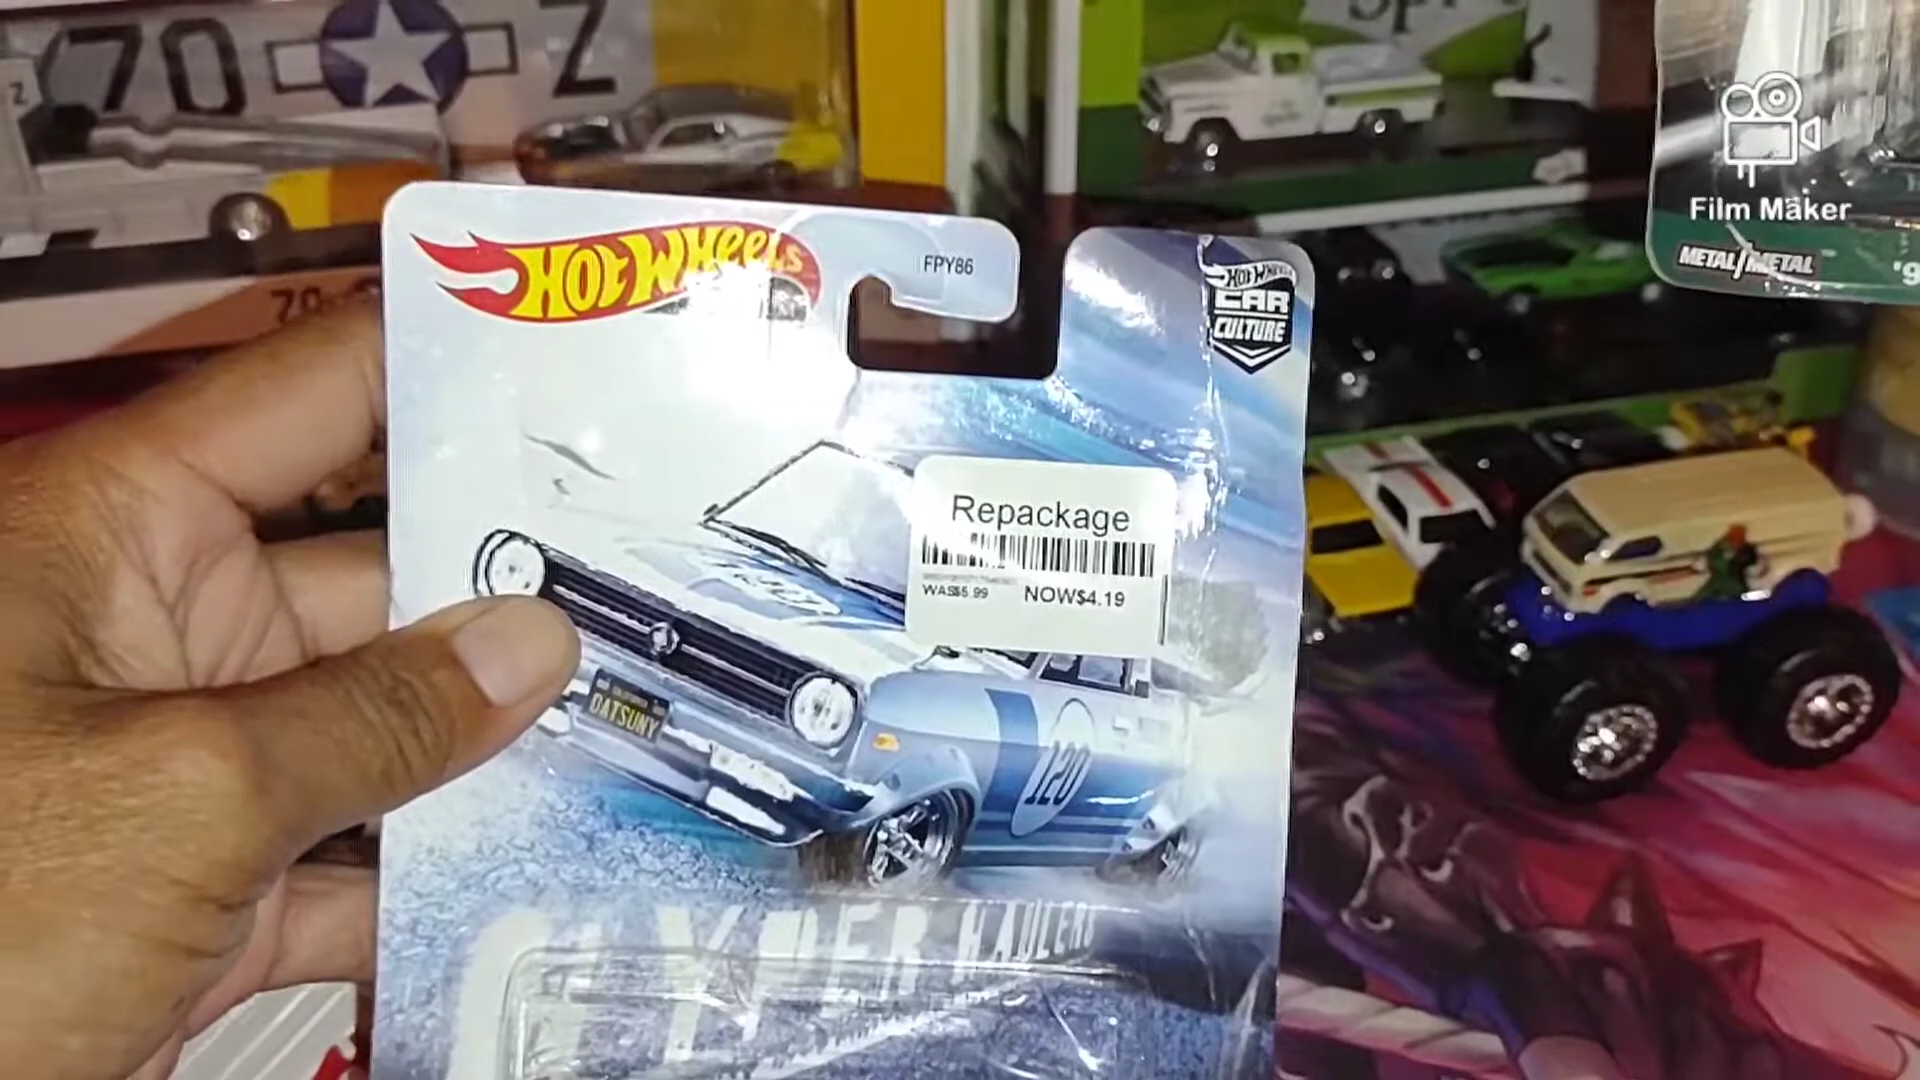 70 Z
Film Maker
METAL/METAL
HOT WHEELS
FPY86
HOT WHEELS
CAR
CULTURE
Repackage
WAS$5.99 NOW$4.19
DATSUNY
120
HYPER HAULERS